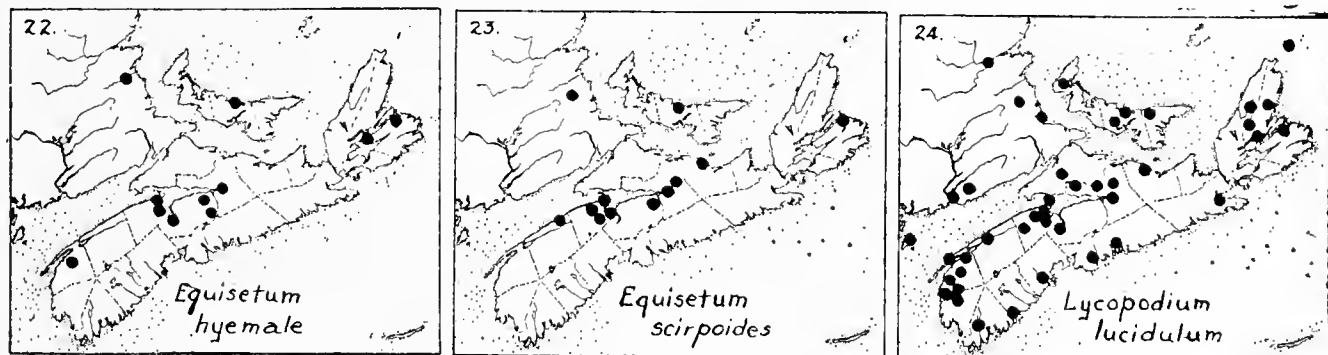 22.
Equisetum
hyemale
23.
Equisetum
scirpoides
24.
Lycopodium
lucidulum